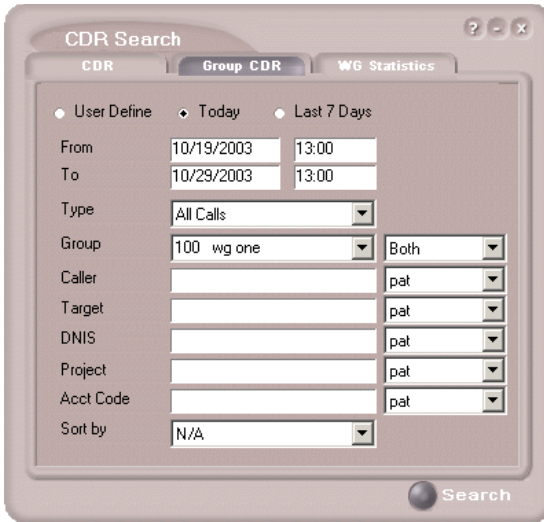 CDR Search
? - x
CDR Group CDR WG Statistics
User Define Today Last 7 Days
From 10/19/2003 13:00
To 10/29/2003 13:00
Type All Calls
Group 100 wg one Both
Caller pat
Target pat
DNIS pat
Project pat
Acct Code pat
Sort by N/A
Search